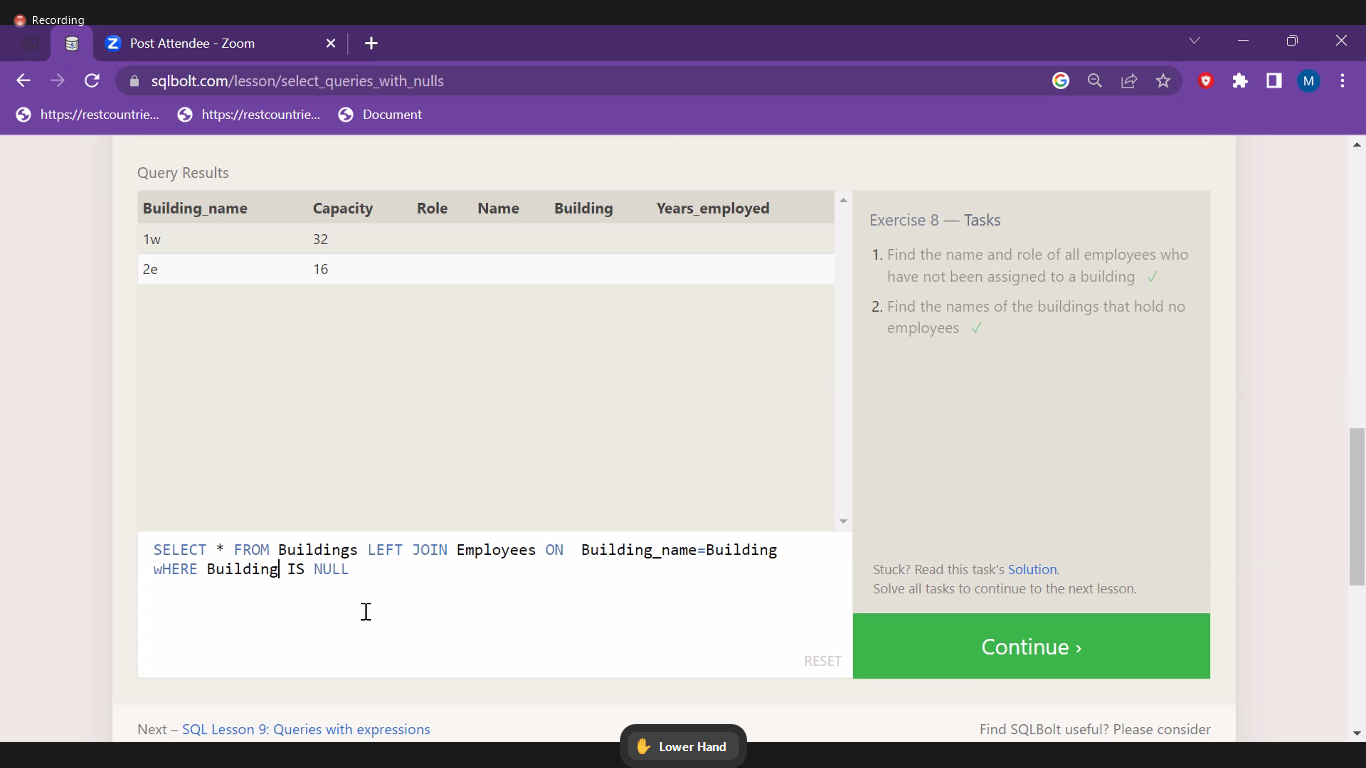 Recording
Post Attendee - Zoom
sqlbolt.com/lesson/select_queries_with_nulls
M
https://restcountrie... https://restcountrie... Document
Query Results
Building_name Capacity Role Name Building Years_employed
1w 32
2e 16
SELECT * FROM Buildings LEFT JOIN Employees ON Building_name=Building
wHERE Building IS NULL
RESET
Exercise 8 — Tasks
1. Find the name and role of all employees who
have not been assigned to a building ✓
2. Find the names of the buildings that hold no
employees ✓
Stuck? Read this task's Solution.
Solve all tasks to continue to the next lesson.
Continue ›
Next – SQL Lesson 9: Queries with expressions
Find SQLBolt useful? Please consider
Lower Hand